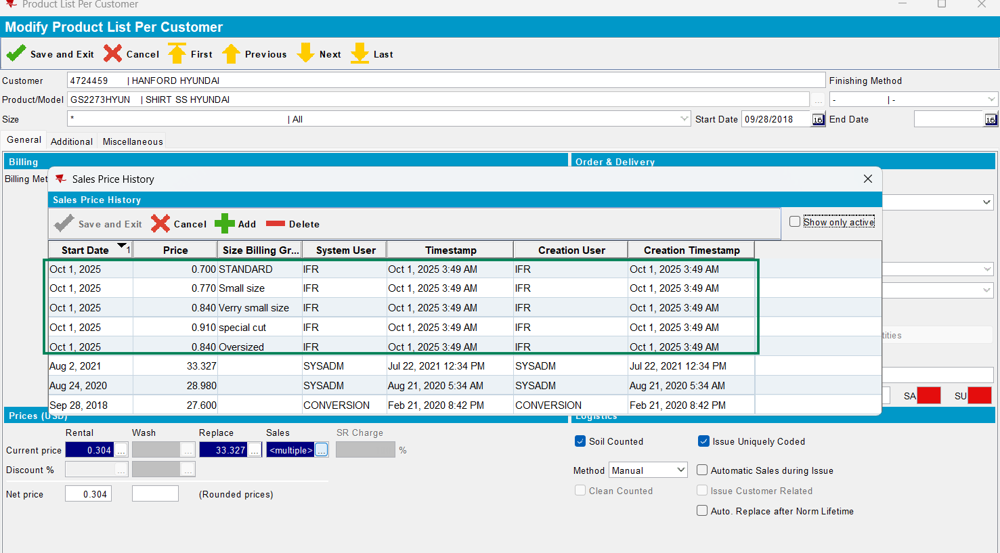 Product List Per Customer
Modify Product List Per Customer
Save and Exit Cancel First Previous Next Last
Customer 4724459 | HANFORD HYUNDAI Finishing Method
Product/Model GS2273HYUN | SHIRT SS HYUNDAI ... - | -
Size * | All Start Date 09/28/2018 16 End Date 16
General Additional Miscellaneous
Billing Order & Delivery
Billing Met
Sales Price History
Sales Price History
Save and Exit Cancel Add Delete Show only active
Start Date 1 Price Size Billing Gr... System User Timestamp Creation User Creation Timestamp
Oct 1, 2025 0.700 STANDARD IFR Oct 1, 2025 3:49 AM IFR Oct 1, 2025 3:49 AM
Oct 1, 2025 0.770 Small size IFR Oct 1, 2025 3:49 AM IFR Oct 1, 2025 3:49 AM
Oct 1, 2025 0.840 Verry small size IFR Oct 1, 2025 3:49 AM IFR Oct 1, 2025 3:49 AM
Oct 1, 2025 0.910 special cut IFR Oct 1, 2025 3:49 AM IFR Oct 1, 2025 3:49 AM
tities
Oct 1, 2025 0.840 Oversized IFR Oct 1, 2025 3:49 AM IFR Oct 1, 2025 3:49 AM
Aug 2, 2021 33.327 SYSADM Jul 22, 2021 12:34 PM SYSADM Jul 22, 2021 12:34 PM
Aug 24, 2020 28.980 SYSADM Aug 21, 2020 5:34 AM SYSADM Aug 21, 2020 5:34 AM
SA SU
Sep 28, 2018 27.600 CONVERSION Feb 21, 2020 8:42 PM CONVERSION Feb 21, 2020 8:42 PM
Prices (USD) Logistics
Rental Wash Replace Sales SR Charge
Current price 0.304 ... ... 33.327 ... <multiple> ... %
Discount % ... ...
Net price 0.304 (Rounded prices)
Soil Counted Issue Uniquely Coded
Method Manual Automatic Sales during Issue
Clean Counted Issue Customer Related
Auto. Replace after Norm Lifetime